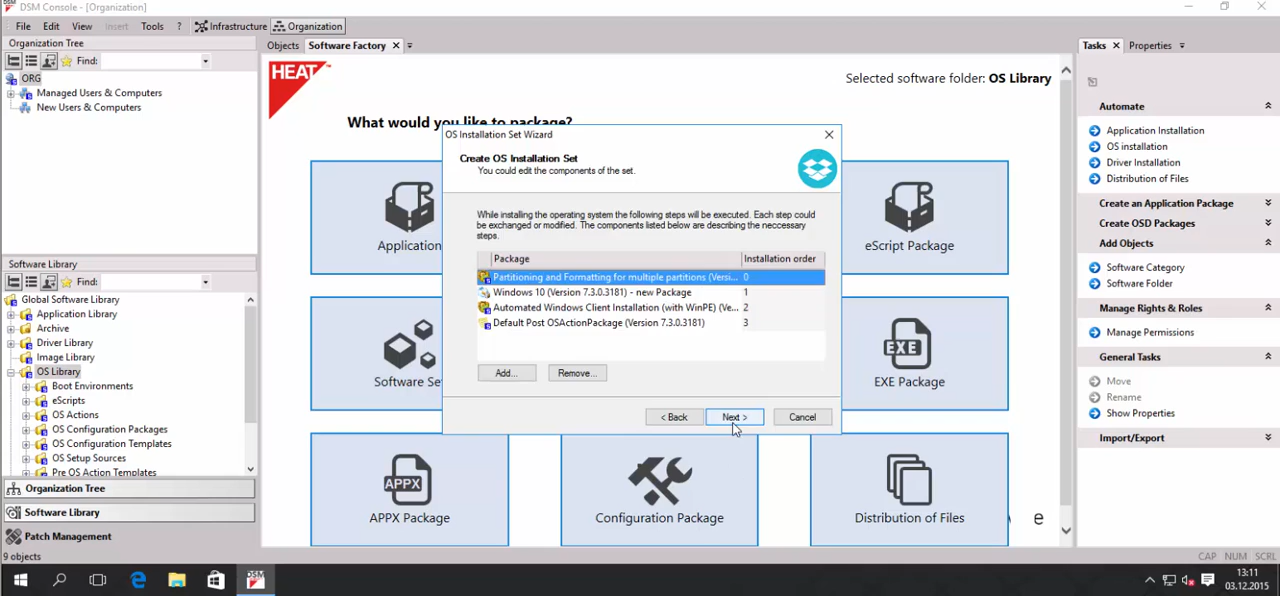 DSM Console - [Organization]
File Edit View Insert Tools ? Infrastructure Organization
Organization Tree
Find:
ORG
Managed Users & Computers
New Users & Computers
Software Library
Find:
Global Software Library
Application Library
Archive
Driver Library
Image Library
OS Library
Boot Environments
eScripts
OS Actions
OS Configuration Packages
OS Configuration Templates
OS Setup Sources
Pre OS Action Templates
Organization Tree
Software Library
Patch Management
9 objects
Objects Software Factory
HEAT
Selected software folder: OS Library
What would you like to package?
Application
eScript Package
Software Se
EXE
EXE Package
APPX
APPX Package
Configuration Package
Distribution of Files
e
OS Installation Set Wizard
Create OS Installation Set
You could edit the components of the set.
While installing the operating system the following steps will be executed. Each step could
be exchanged or modified. The components listed below are describing the neccessary
steps.
Package Installation order
Partitioning and Formatting for multiple partitions (Versi... 0
Windows 10 (Version 7.3.0.3181) - new Package 1
Automated Windows Client Installation (with WinPE) (Ve... 2
Default Post OSActionPackage (Version 7.3.0.3181) 3
Add... Remove...
< Back Next > Cancel
Tasks Properties
Automate
Application Installation
OS installation
Driver Installation
Distribution of Files
Create an Application Package
Create OSD Packages
Add Objects
Software Category
Software Folder
Manage Rights & Roles
Manage Permissions
General Tasks
Move
Rename
Show Properties
Import/Export
CAP NUM SCRL
DSM
13:11
03.12.2015